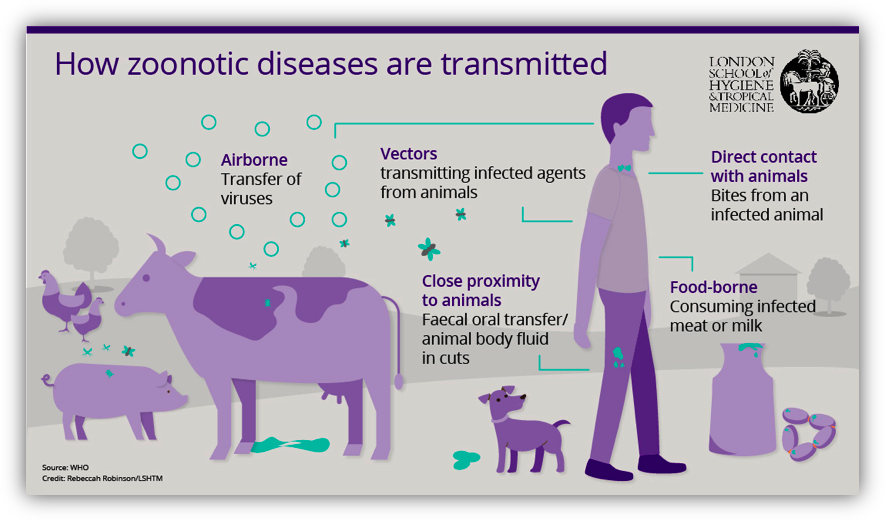 How zoonotic diseases are transmitted
LONDON
SCHOOL of
HYGIENE
& TROPICAL
MEDICINE
Airborne
Transfer of
viruses
Vectors
transmitting infected agents
from animals
Direct contact
with animals
Bites from an
infected animal
Close proximity
to animals
Faecal oral transfer/
animal body fluid
in cuts
Food-borne
Consuming infected
meat or milk
Source: WHO
Credit: Rebeccah Robinson/LSHTM